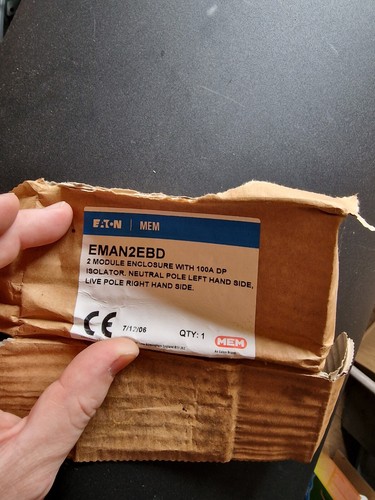 EATON | MEM
EMAN2EBD
2 MODULE ENCLOSURE WITH 100A DP
ISOLATOR. NEUTRAL POLE LEFT HAND SIDE,
LIVE POLE RIGHT HAND SIDE.
CE 7/12/06 QTY: 1 MEM